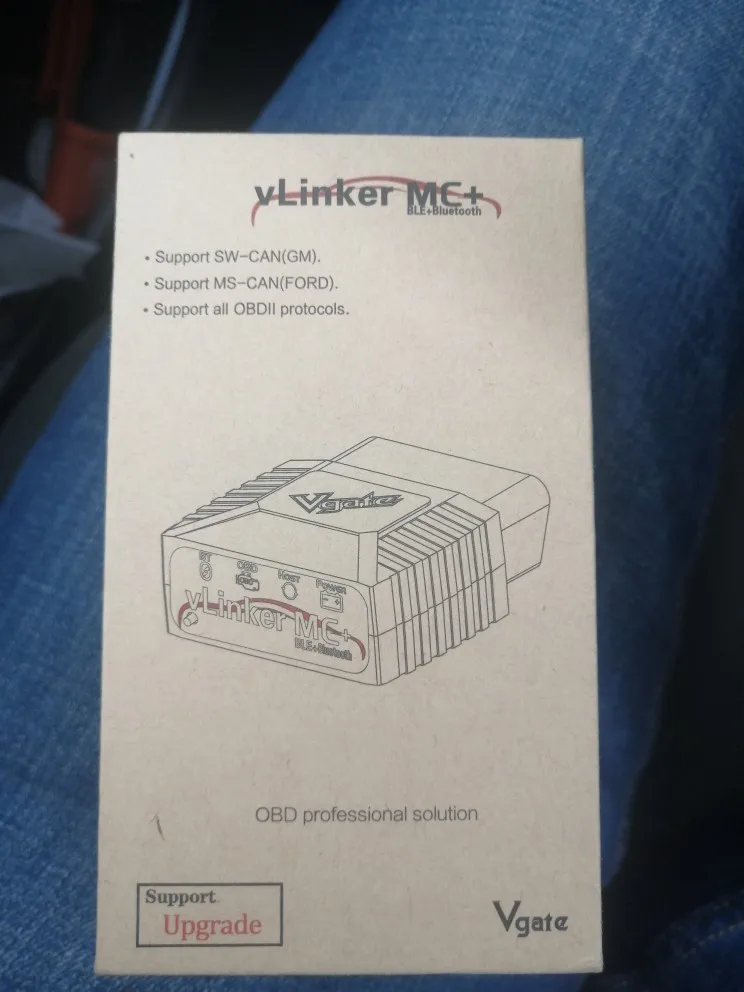 vLinker MC+
BLE+Bluetooth
• Support SW-CAN(GM).
• Support MS-CAN(FORD).
• Support all OBDII protocols.
Vgate
BT OBD HOST POWER
vLinker MC+
BLE+Bluetooth
OBD professional solution
Support
Upgrade
Vgate